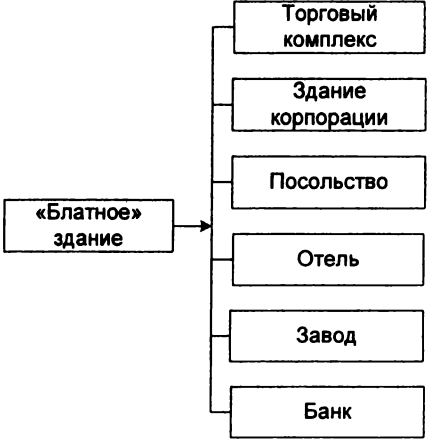 Торговый
комплекс
Здание
корпорации
Посольство
«Блатное»
здание
Отель
Завод
Банк